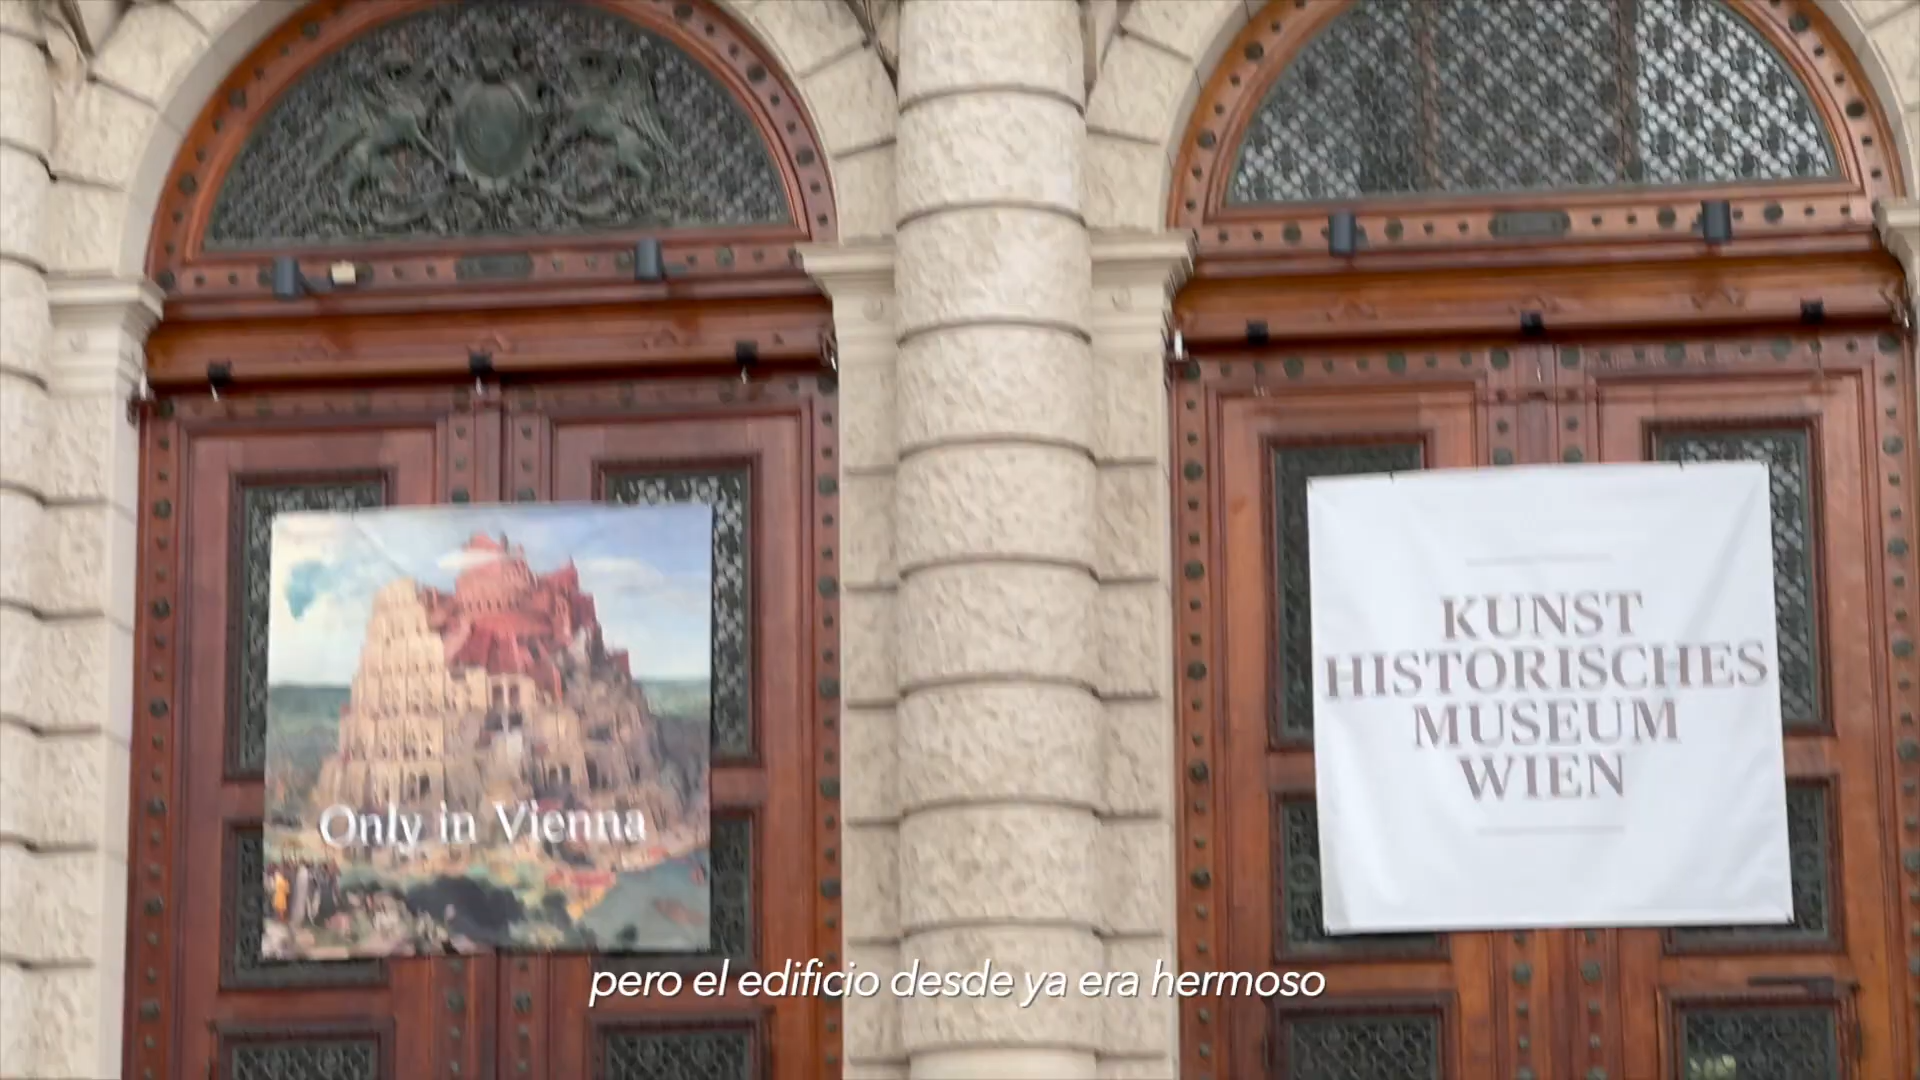 Only in Vienna
KUNST
HISTORISCHES
MUSEUM
WIEN
pero el edificio desde ya era hermoso